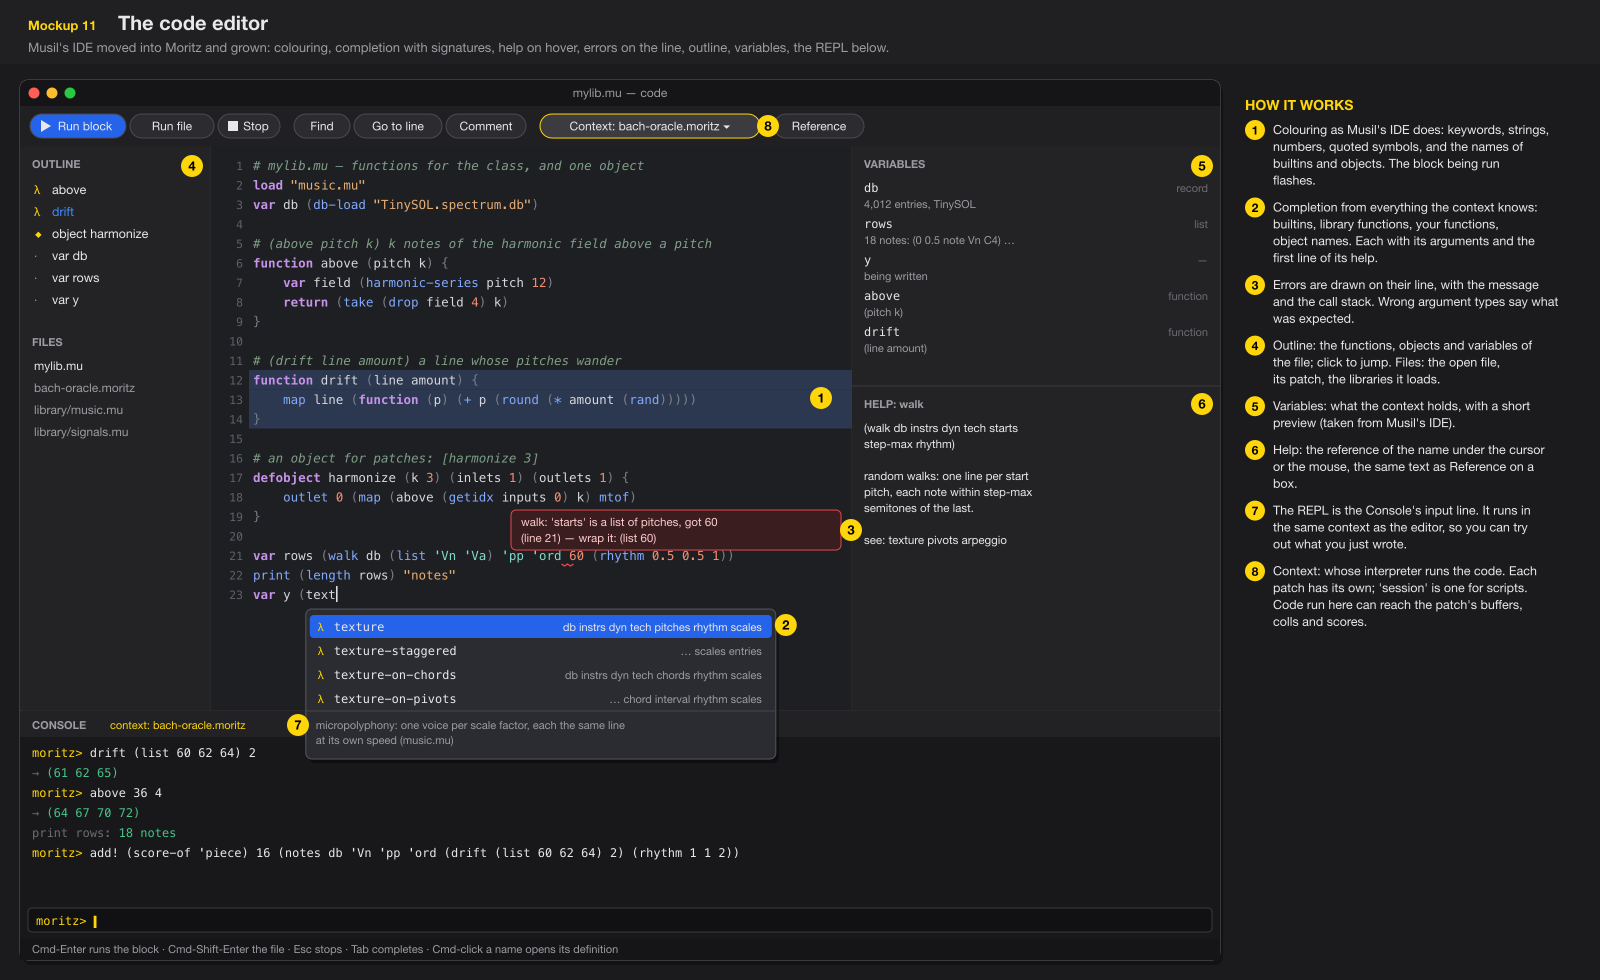 Mockup 11 The code editor
Musil's IDE moved into Moritz and grown: colouring, completion with signatures, help on hover, errors on the line, outline, variables, the REPL below.
mylib.mu — code
Run block Run file Stop Find Go to line Comment Context: bach-oracle.moritz 8 Reference
OUTLINE 4
λ above
λ drift
object harmonize
· var db
· var rows
· var y
FILES
mylib.mu
bach-oracle.moritz
library/music.mu
library/signals.mu
1 # mylib.mu — functions for the class, and one object
2 load "music.mu"
3 var db (db-load "TinySOL.spectrum.db")
4
5 # (above pitch k) k notes of the harmonic field above a pitch
6 function above (pitch k) {
7 var field (harmonic-series pitch 12)
8 return (take (drop field 4) k)
9 }
10
11 # (drift line amount) a line whose pitches wander
12 function drift (line amount) {
13 map line (function (p) (+ p (round (* amount (rand)))))
1
14 }
15
16 # an object for patches: [harmonize 3]
17 defobject harmonize (k 3) (inlets 1) (outlets 1) {
18 outlet 0 (map (above (getidx inputs 0) k) mtof)
19 }
20
walk: 'starts' is a list of pitches, got 60
(line 21) — wrap it: (list 60)
3
21 var rows (walk db (list 'Vn 'Va) 'pp 'ord 60 (rhythm 0.5 0.5 1))
22 print (length rows) "notes"
23 var y (text
λ texture db instrs dyn tech pitches rhythm scales
2
λ texture-staggered … scales entries
λ texture-on-chords db instrs dyn tech chords rhythm scales
λ texture-on-pivots … chord interval rhythm scales
micropolyphony: one voice per scale factor, each the same line
at its own speed (music.mu)
VARIABLES 5
db record
4,012 entries, TinySOL
rows list
18 notes: (0 0.5 note Vn C4) …
y —
being written
above function
(pitch k)
drift function
(line amount)
HELP: walk 6
(walk db instrs dyn tech starts
step-max rhythm)
random walks: one line per start
pitch, each note within step-max
semitones of the last.
see: texture pivots arpeggio
CONSOLE context: bach-oracle.moritz 7
moritz> drift (list 60 62 64) 2
→ (61 62 65)
moritz> above 36 4
→ (64 67 70 72)
print rows: 18 notes
moritz> add! (score-of 'piece) 16 (notes db 'Vn 'pp 'ord (drift (list 60 62 64) 2) (rhythm 1 1 2))
moritz>
Cmd-Enter runs the block · Cmd-Shift-Enter the file · Esc stops · Tab completes · Cmd-click a name opens its definition
HOW IT WORKS
1 Colouring as Musil's IDE does: keywords, strings,
numbers, quoted symbols, and the names of
builtins and objects. The block being run
flashes.
2 Completion from everything the context knows:
builtins, library functions, your functions,
object names. Each with its arguments and the
first line of its help.
3 Errors are drawn on their line, with the message
and the call stack. Wrong argument types say what
was expected.
4 Outline: the functions, objects and variables of
the file; click to jump. Files: the open file,
its patch, the libraries it loads.
5 Variables: what the context holds, with a short
preview (taken from Musil's IDE).
6 Help: the reference of the name under the cursor
or the mouse, the same text as Reference on a
box.
7 The REPL is the Console's input line. It runs in
the same context as the editor, so you can try
out what you just wrote.
8 Context: whose interpreter runs the code. Each
patch has its own; 'session' is one for scripts.
Code run here can reach the patch's buffers,
colls and scores.